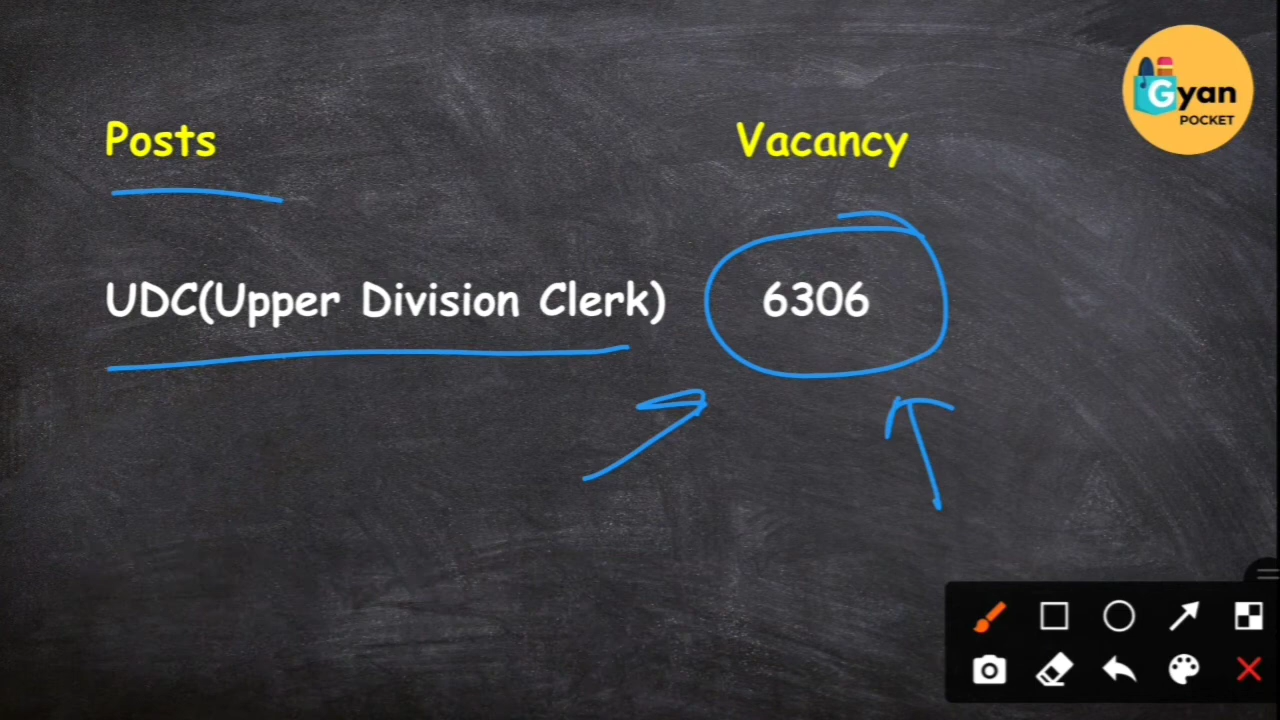 Gyan
POCKET
Posts Vacancy
UDC(Upper Division Clerk) 6306